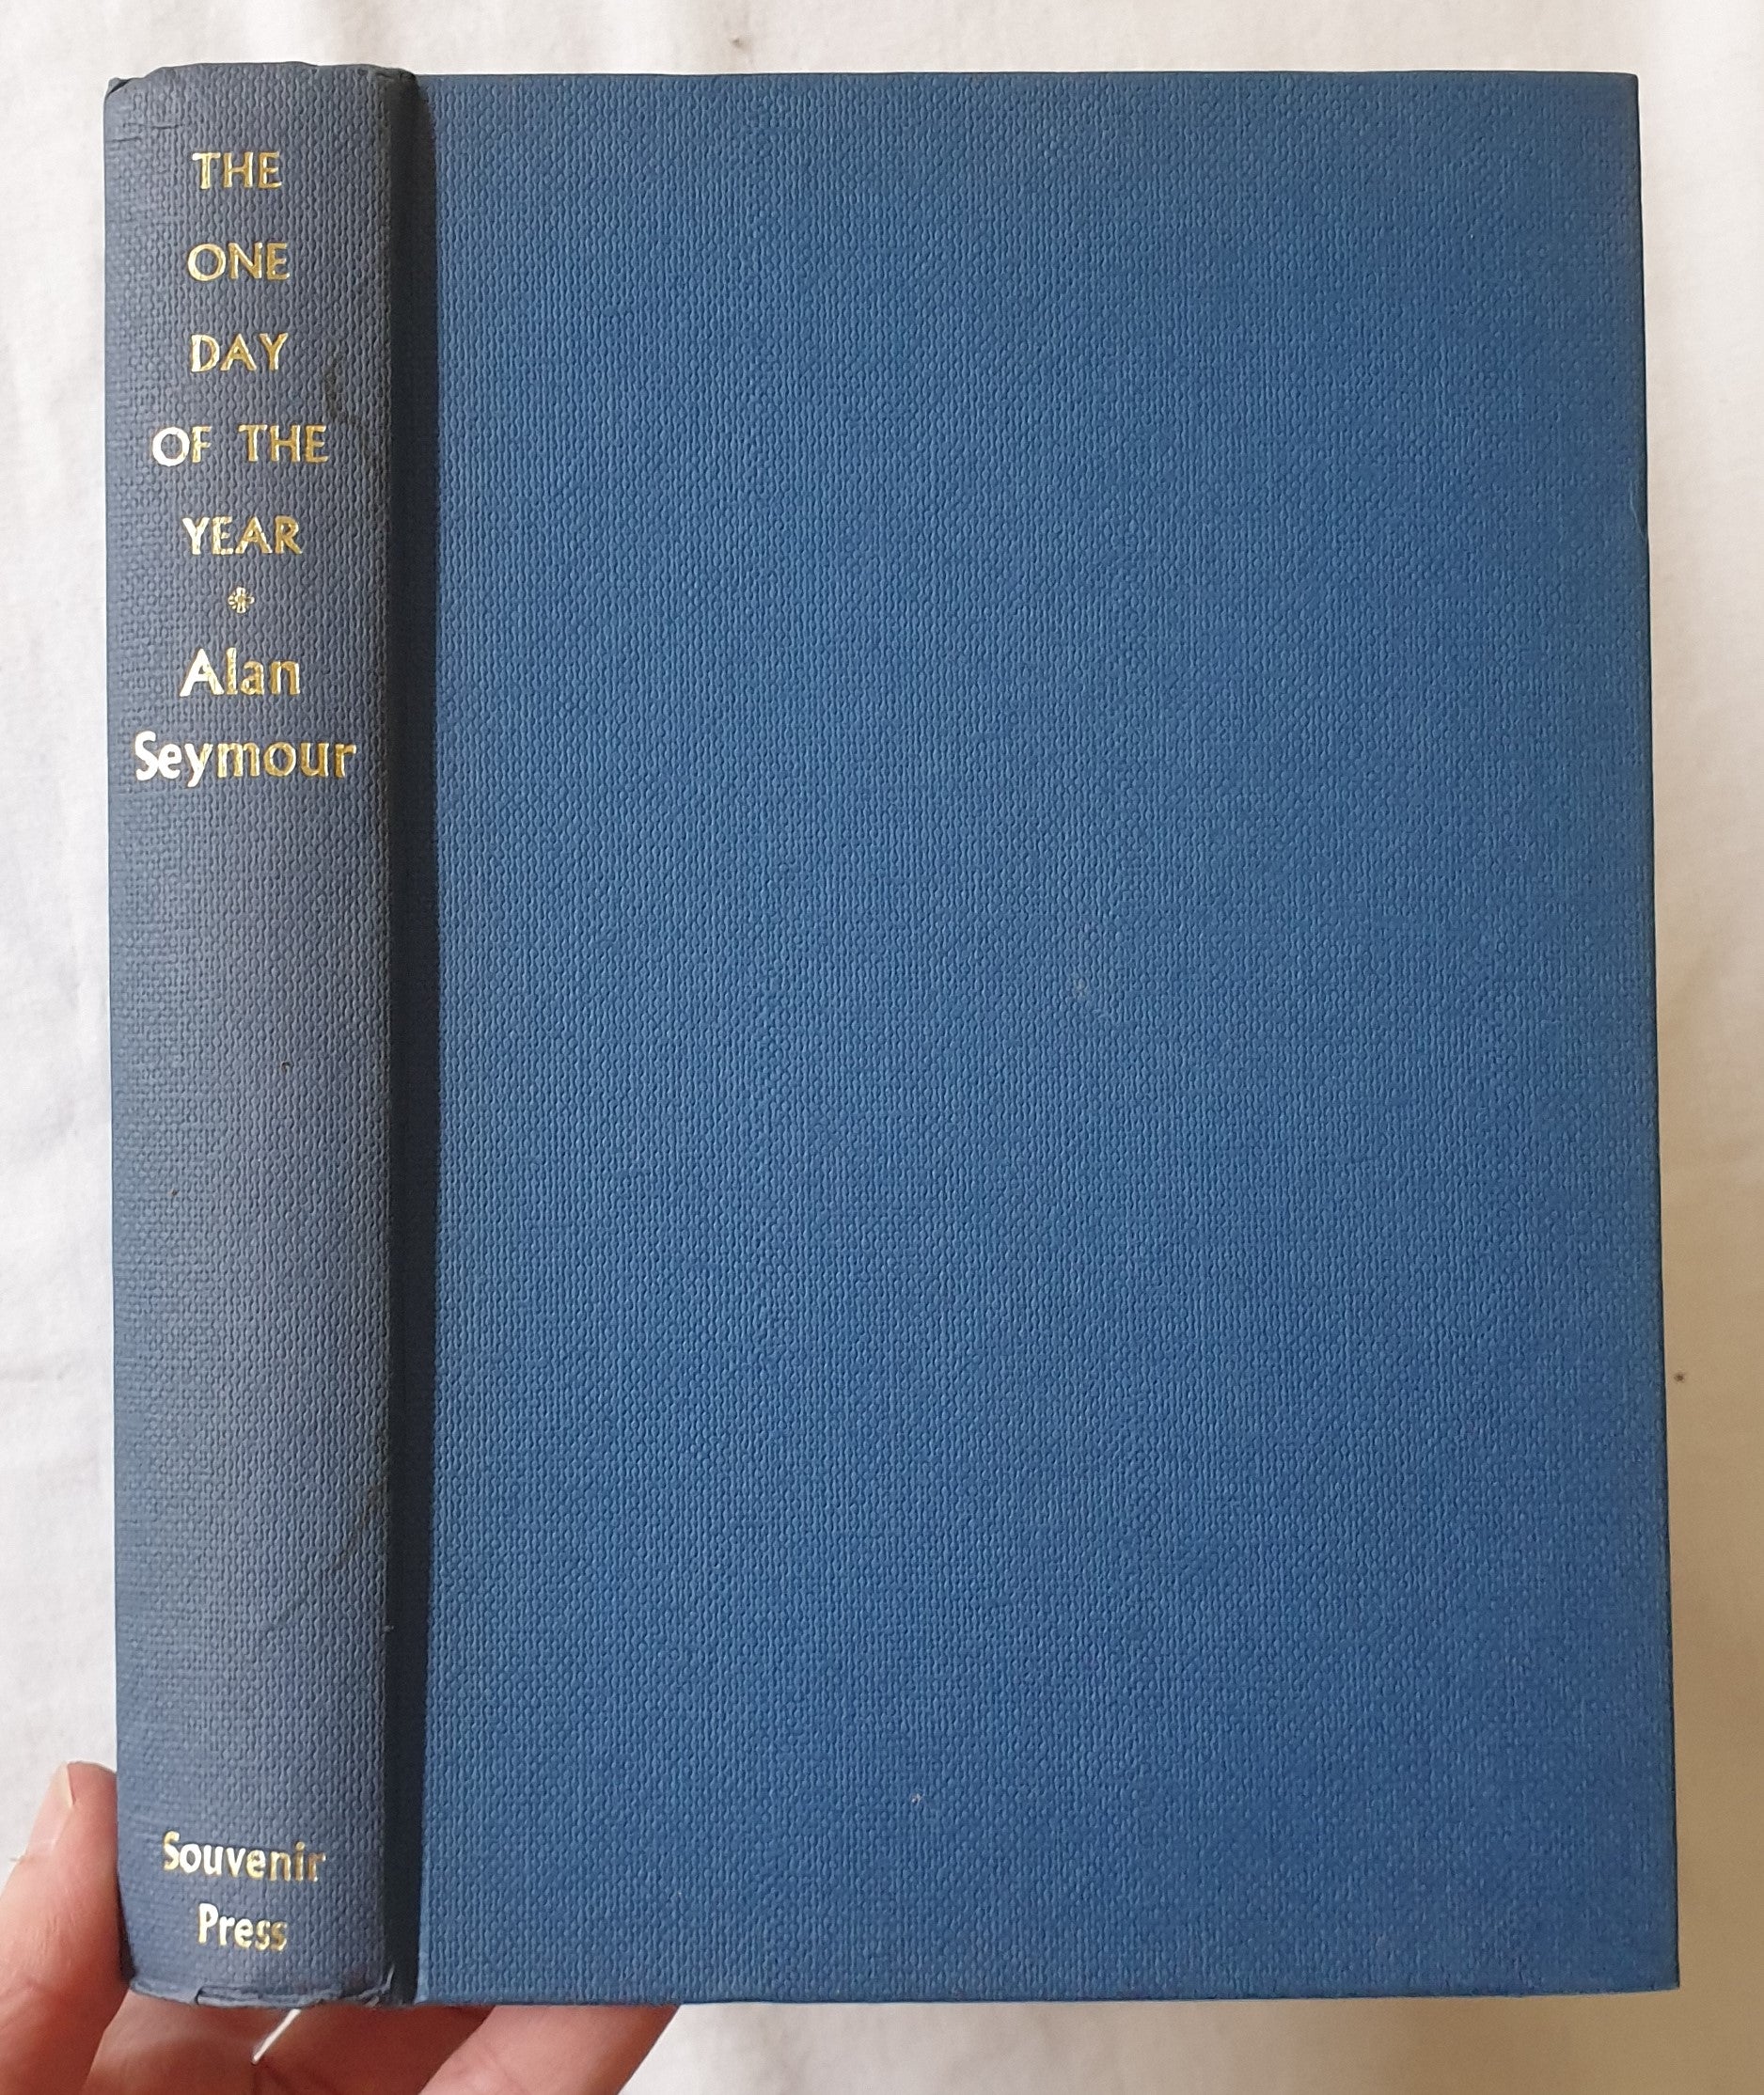 THE
ONE
DAY
OF THE
YEAR
Alan
Seymour
Souvenir
Press